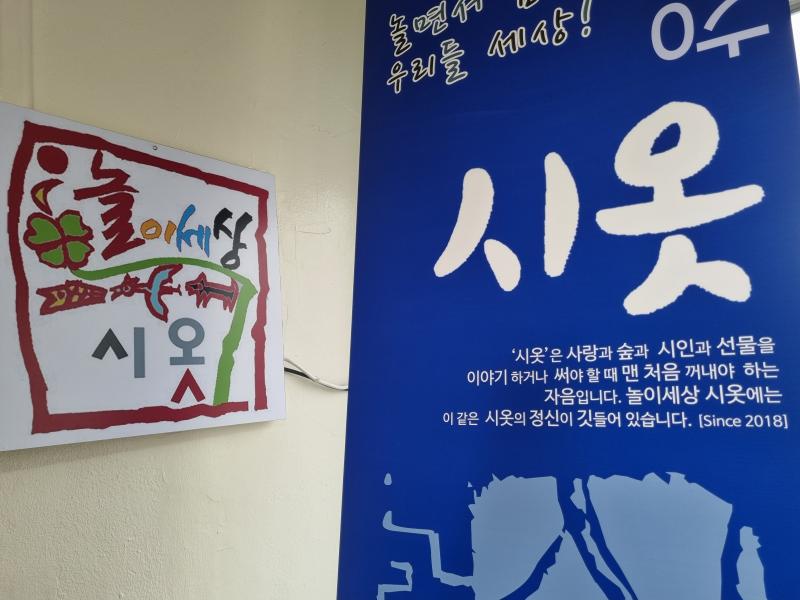 놀이세상
시옷
놀면서
우리들 세상!
시옷
‘시옷’은 사랑과 숲과 시인과 선물을
이야기 하거나 써야 할 때 맨 처음 꺼내야 하는
자음입니다. 놀이세상 시옷에는
이 같은 시옷의 정신이 깃들어 있습니다. [Since 2018]